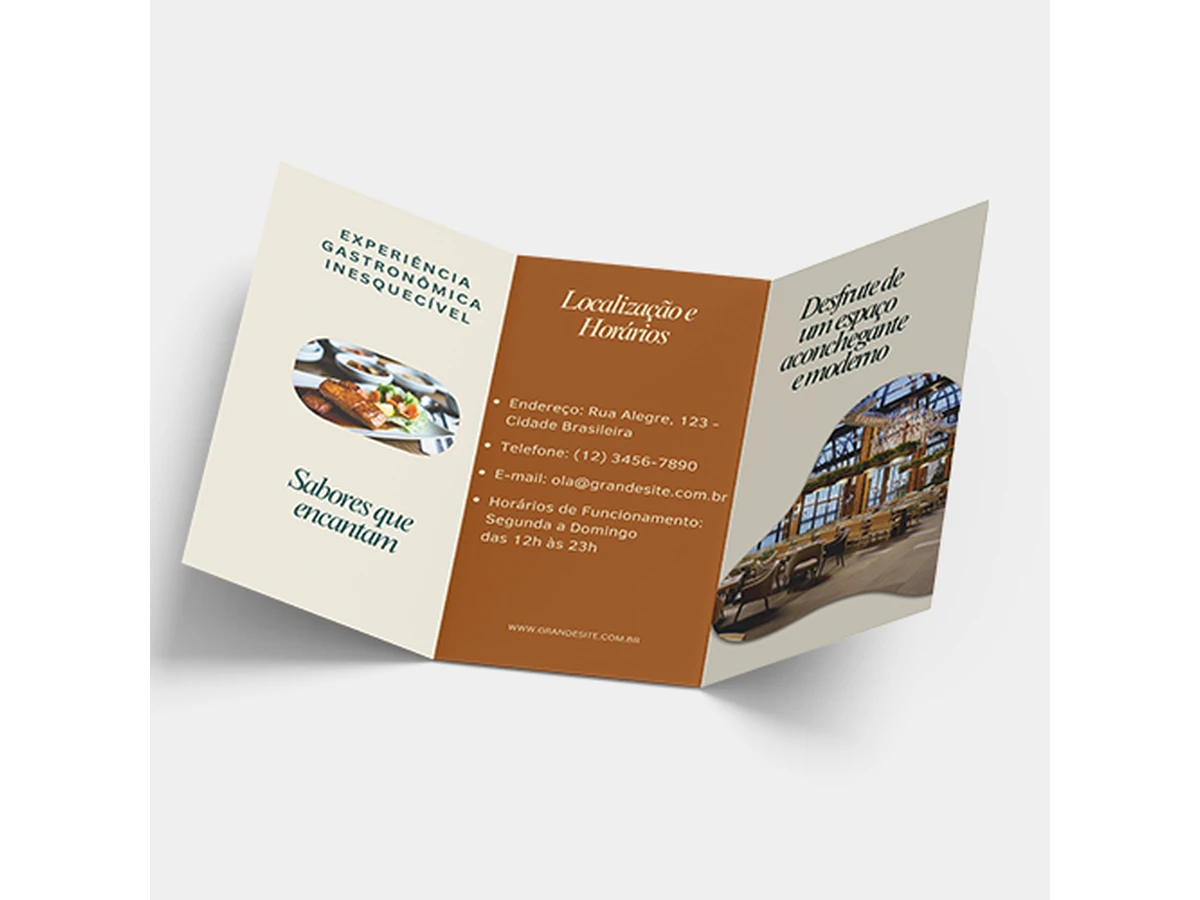 EXPERIÊNCIA
GASTRONÔMICA
INESQUECÍVEL
Sabores que
encantam
Localização e
Horários
• Endereço: Rua Alegre, 123 –
Cidade Brasileira
• Telefone: (12) 3456-7890
• E-mail: ola@grandesite.com.br
• Horários de Funcionamento:
Segunda a Domingo
das 12h às 23h
WWW.GRANDESITE.COM.BR
Desfrute de
um espaço
aconchegante
e moderno